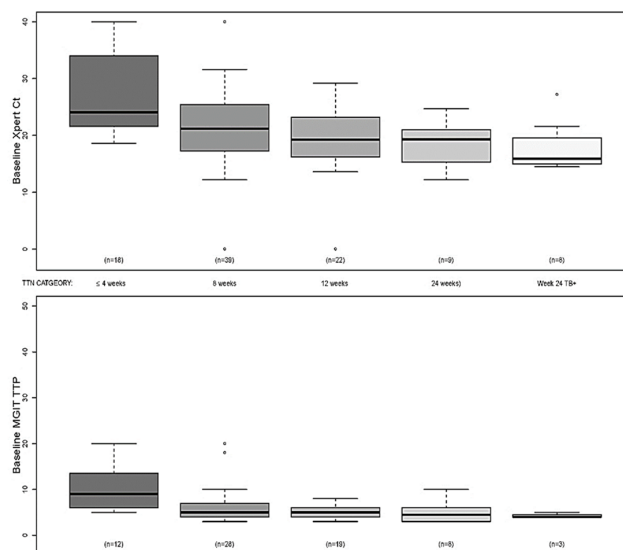 Baseline Xpert Ct
40
30
20
10
0
(n=18) (n=39) (n=22) (n=9) (n=6)
TTN CATGEORY: ≤ 4 weeks 8 weeks 12 weeks 24 weeks) Week 24 TB+
Baseline MGIT TTP
50
40
30
20
10
0
(n=12) (n=28) (n=19) (n=8) (n=3)